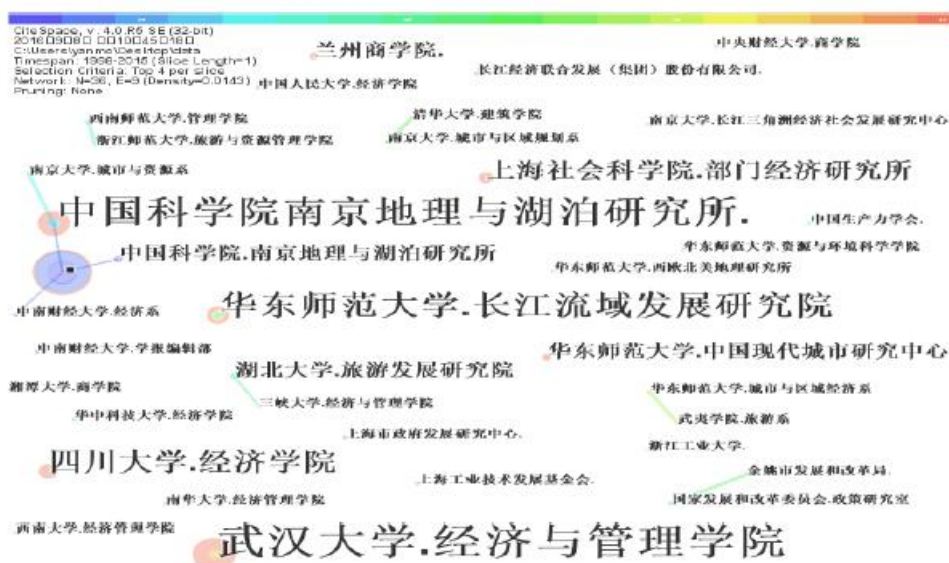 CiteSpace, v. 4.0.R5 SE (32-bit)
2016 9 8 10 45 18
C:\Users\yanmo\Desktop\data
Timespan: 1998-2015 (Slice Length=1)
Selection Criteria: Top 4 per slice
Network: N=36, E=9 (Density=0.0143)
Pruning: None
兰州商学院.
中央财经大学.商学院
长江经济联合发展（集团）股份有限公司.
中国人民大学.经济学院
西南师范大学.管理学院
清华大学.建筑学院
南京大学.长江三角洲经济社会发展研究中心
浙江师范大学.旅游与资源管理学院
南京大学.城市与区域规划系
南京大学.城市与资源系
上海社会科学院.部门经济研究所
中国科学院南京地理与湖泊研究所.
中国生产力学会.
中国科学院.南京地理与湖泊研究所
华东师范大学.资源与环境科学学院
华东师范大学.西欧北美地理研究所
华东师范大学.长江流域发展研究院
中南财经大学.经济系
中南财经大学.学报编辑部
华东师范大学.中国现代城市研究中心
湖北大学.旅游发展研究院
湘潭大学.商学院
华东师范大学.城市与区域经济系
三峡大学.经济与管理学院
华中科技大学.经济学院
武夷学院.旅游系
上海市政府发展研究中心.
浙江工业大学.
四川大学.经济学院
余姚市发展和改革局.
上海工业技术发展基金会.
南华大学.经济管理学院
国家发展和改革委员会.政策研究室
西南大学.经济管理学院
武汉大学.经济与管理学院